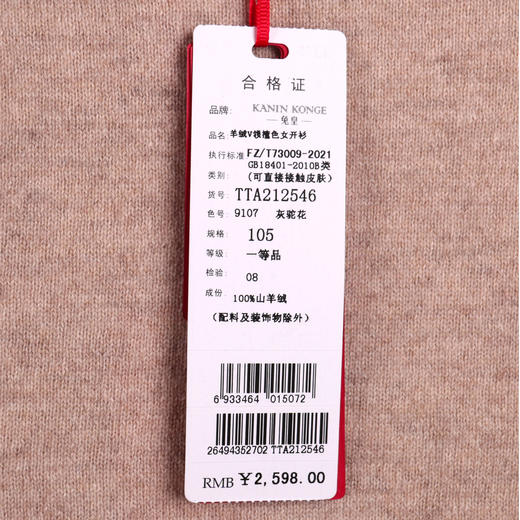 合格证
品牌: KANIN KONGE
—兔皇—
品名: 羊绒V领撞色女开衫
执行标准 FZ/T73009-2021
GB18401-2010B类
类别: (可直接接触皮肤)
货号: TTA212546
色号: 9107 灰驼花
规格: 105
等级: 一等品
检验: 08
成份: 100%山羊绒
(配料及装饰物除外)
6 933464 015072
26494352702 TTA212546
RMB ¥2,598.00